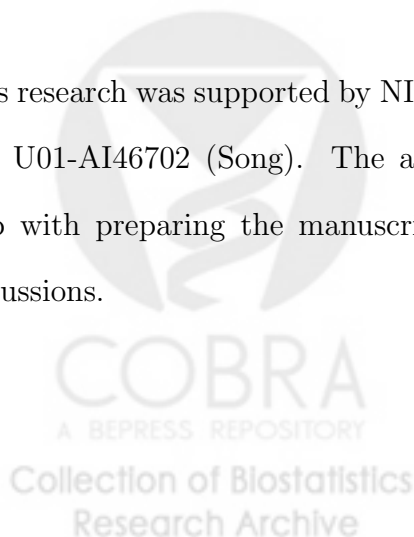 s research was supported by NI
U01-AI46702 (Song). The a
with preparing the manuscri
ussions.
COBRA
A BEPRESS REPOSITORY
Collection of Biostatistics
Research Archive